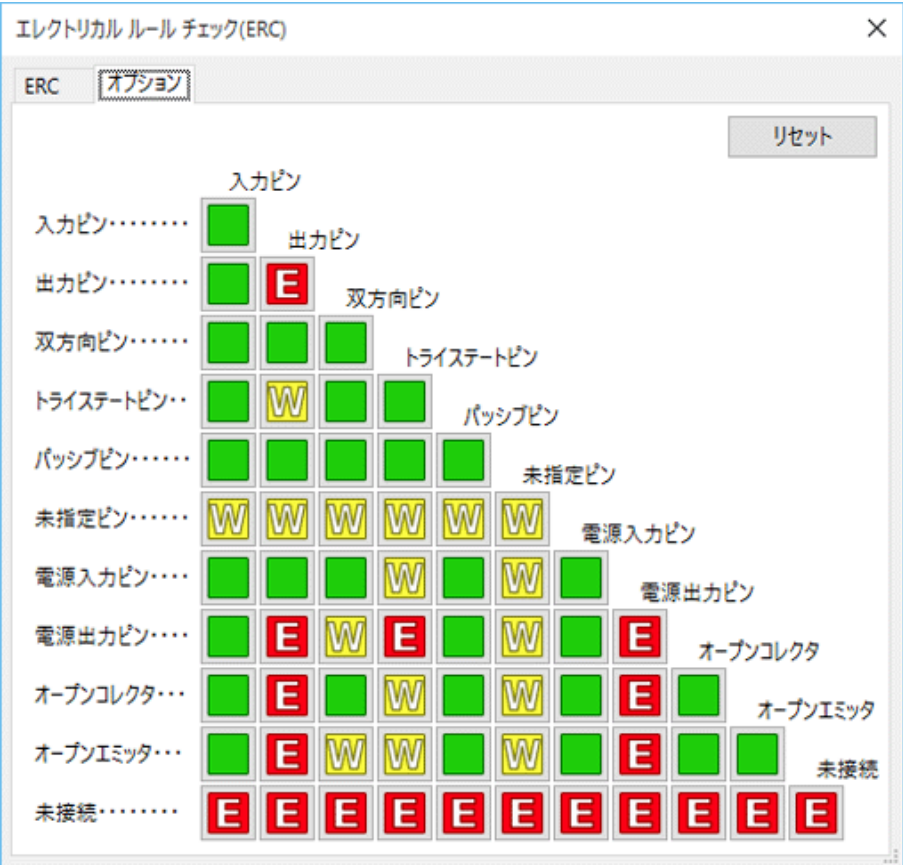 エレクトリカル ルール チェック(ERC)
ERC オプション
リセット
入力ピン
入力ピン········
出力ピン
出力ピン········ E
双方向ピン
双方向ピン······
トライステートピン
トライステートピン·· W
パッシブピン
パッシブピン······
未指定ピン
未指定ピン······ W W W W W W
電源入力ピン
電源入力ピン···· W W
電源出力ピン
電源出力ピン···· E W E W E
オープンコレクタ
オープンコレクタ··· E W W E
オープンエミッタ
オープンエミッタ··· E W W W E
未接続
未接続········ E E E E E E E E E E E